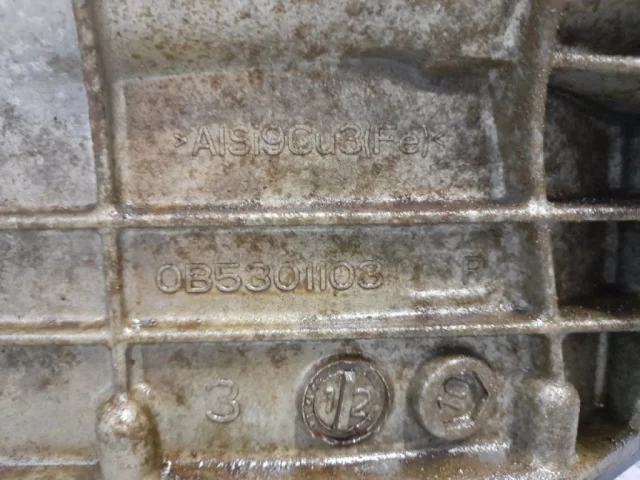 >AlSi9Cu3(Fe)<
0B5301103 P
3 1/2